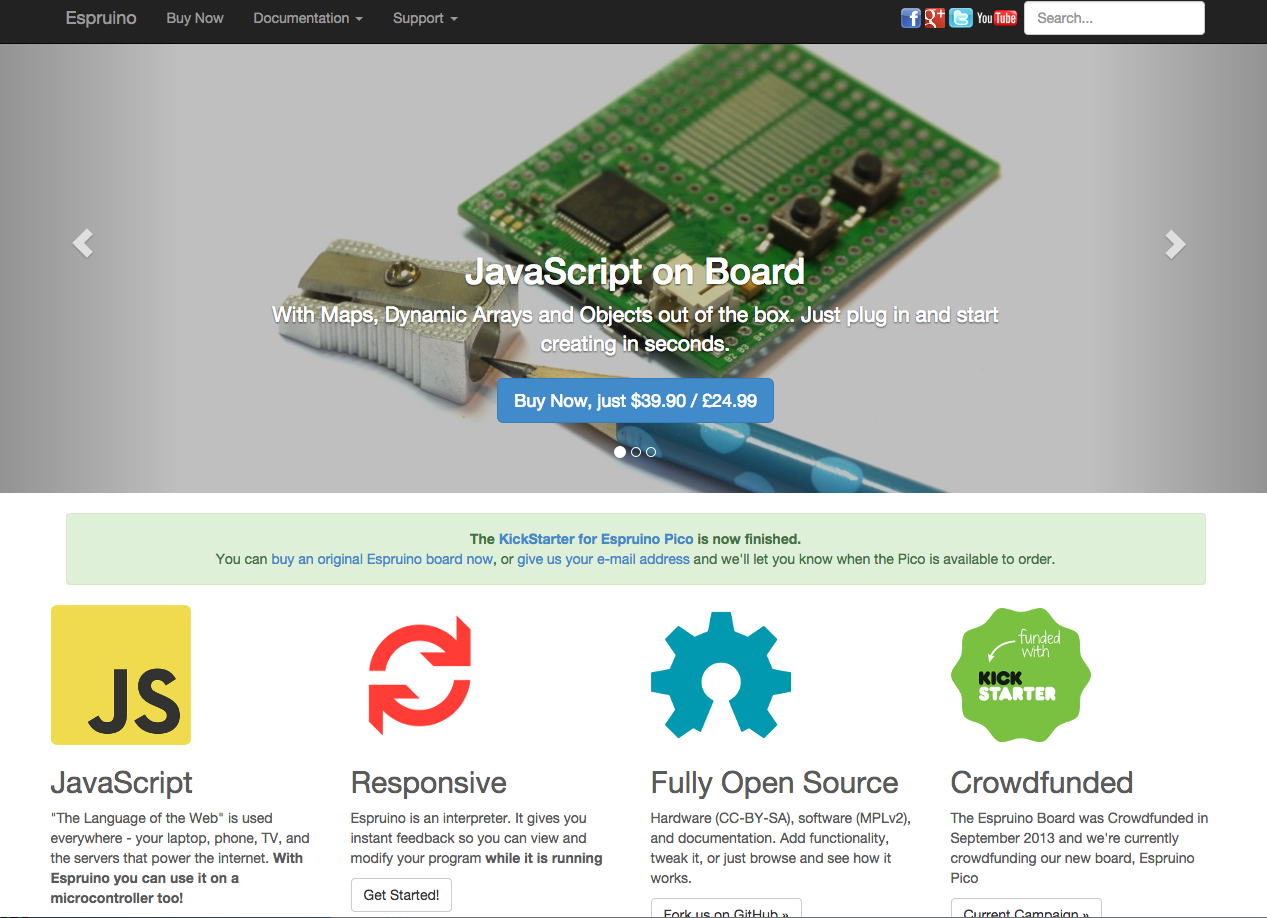 Espruino Buy Now Documentation Support You Tube Search...
JavaScript on Board
With Maps, Dynamic Arrays and Objects out of the box. Just plug in and start
creating in seconds.
Buy Now, just $39.90 / £24.99
The KickStarter for Espruino Pico is now finished.
You can buy an original Espruino board now, or give us your e-mail address and we'll let you know when the Pico is available to order.
JS
funded
with
KICK
STARTER
JavaScript
"The Language of the Web" is used
everywhere - your laptop, phone, TV, and
the servers that power the internet. With
Espruino you can use it on a
microcontroller too!
Responsive
Espruino is an interpreter. It gives you
instant feedback so you can view and
modify your program while it is running
Get Started!
Fully Open Source
Hardware (CC-BY-SA), software (MPLv2),
and documentation. Add functionality,
tweak it, or just browse and see how it
works.
Fork us on GitHub »
Crowdfunded
The Espruino Board was Crowdfunded in
September 2013 and we're currently
crowdfunding our new board, Espruino
Pico
Current Campaign »